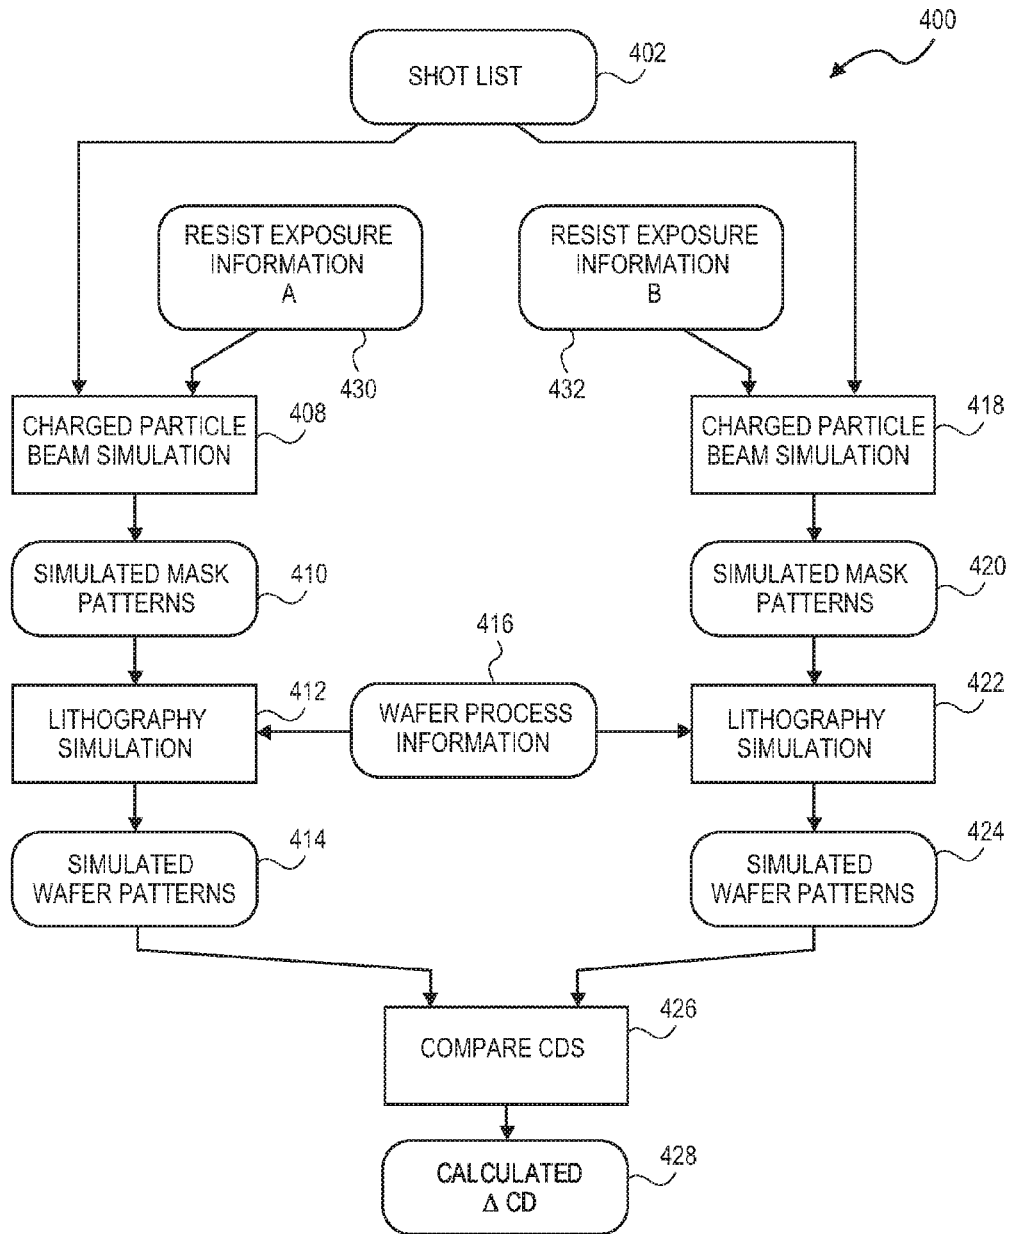 400
SHOT LIST
402
RESIST EXPOSURE
INFORMATION
A
430
RESIST EXPOSURE
INFORMATION
B
432
CHARGED PARTICLE
BEAM SIMULATION
408
CHARGED PARTICLE
BEAM SIMULATION
418
SIMULATED MASK
PATTERNS
410
SIMULATED MASK
PATTERNS
420
416
LITHOGRAPHY
SIMULATION
412
WAFER PROCESS
INFORMATION
LITHOGRAPHY
SIMULATION
422
SIMULATED
WAFER PATTERNS
414
SIMULATED
WAFER PATTERNS
424
COMPARE CDS
426
CALCULATED
Δ CD
428